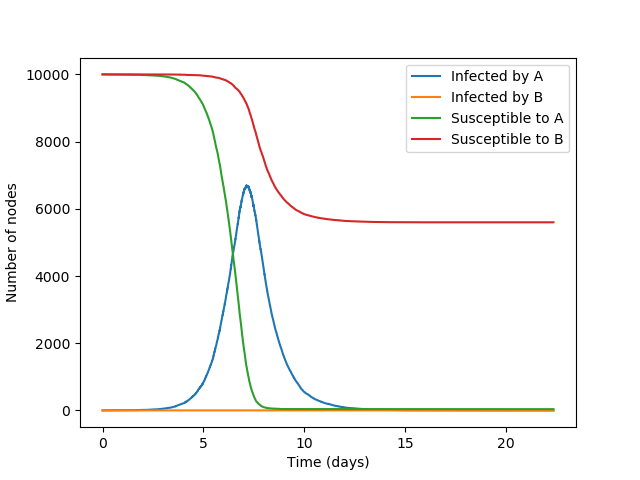 Infected by A
Infected by B
Susceptible to A
Susceptible to B
Number of nodes
10000
8000
6000
4000
2000
0
0 5 10 15 20
Time (days)